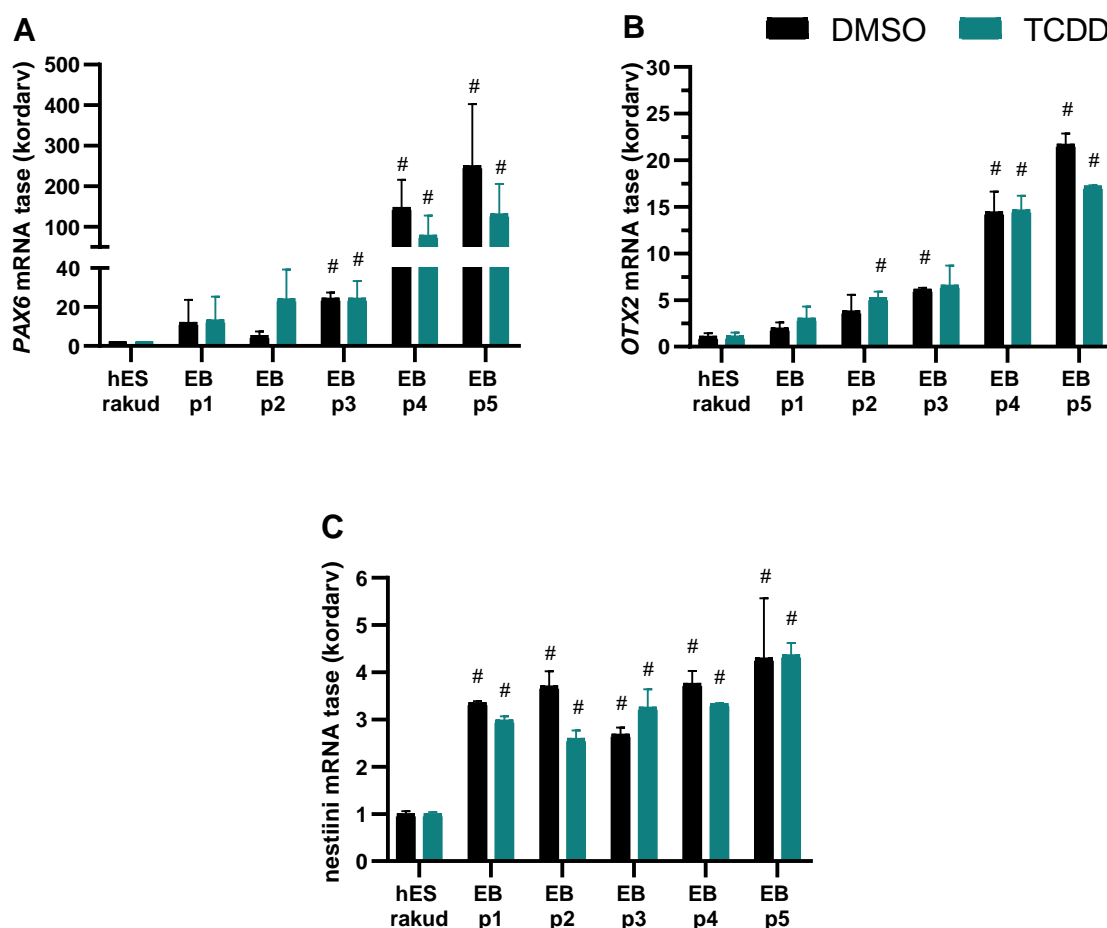 A
PAX6 mRNA tase (kordarv)
500
400
300
200
100
40
20
0
# # # # # #
hES rakud
EB p1
EB p2
EB p3
EB p4
EB p5
B
DMSO TCDD
OTX2 mRNA tase (kordarv)
30
25
20
15
10
5
0
# # # # # #
hES rakud
EB p1
EB p2
EB p3
EB p4
EB p5
C
nestiini mRNA tase (kordarv)
6
5
4
3
2
1
0
# # # # # # # # # #
hES rakud
EB p1
EB p2
EB p3
EB p4
EB p5